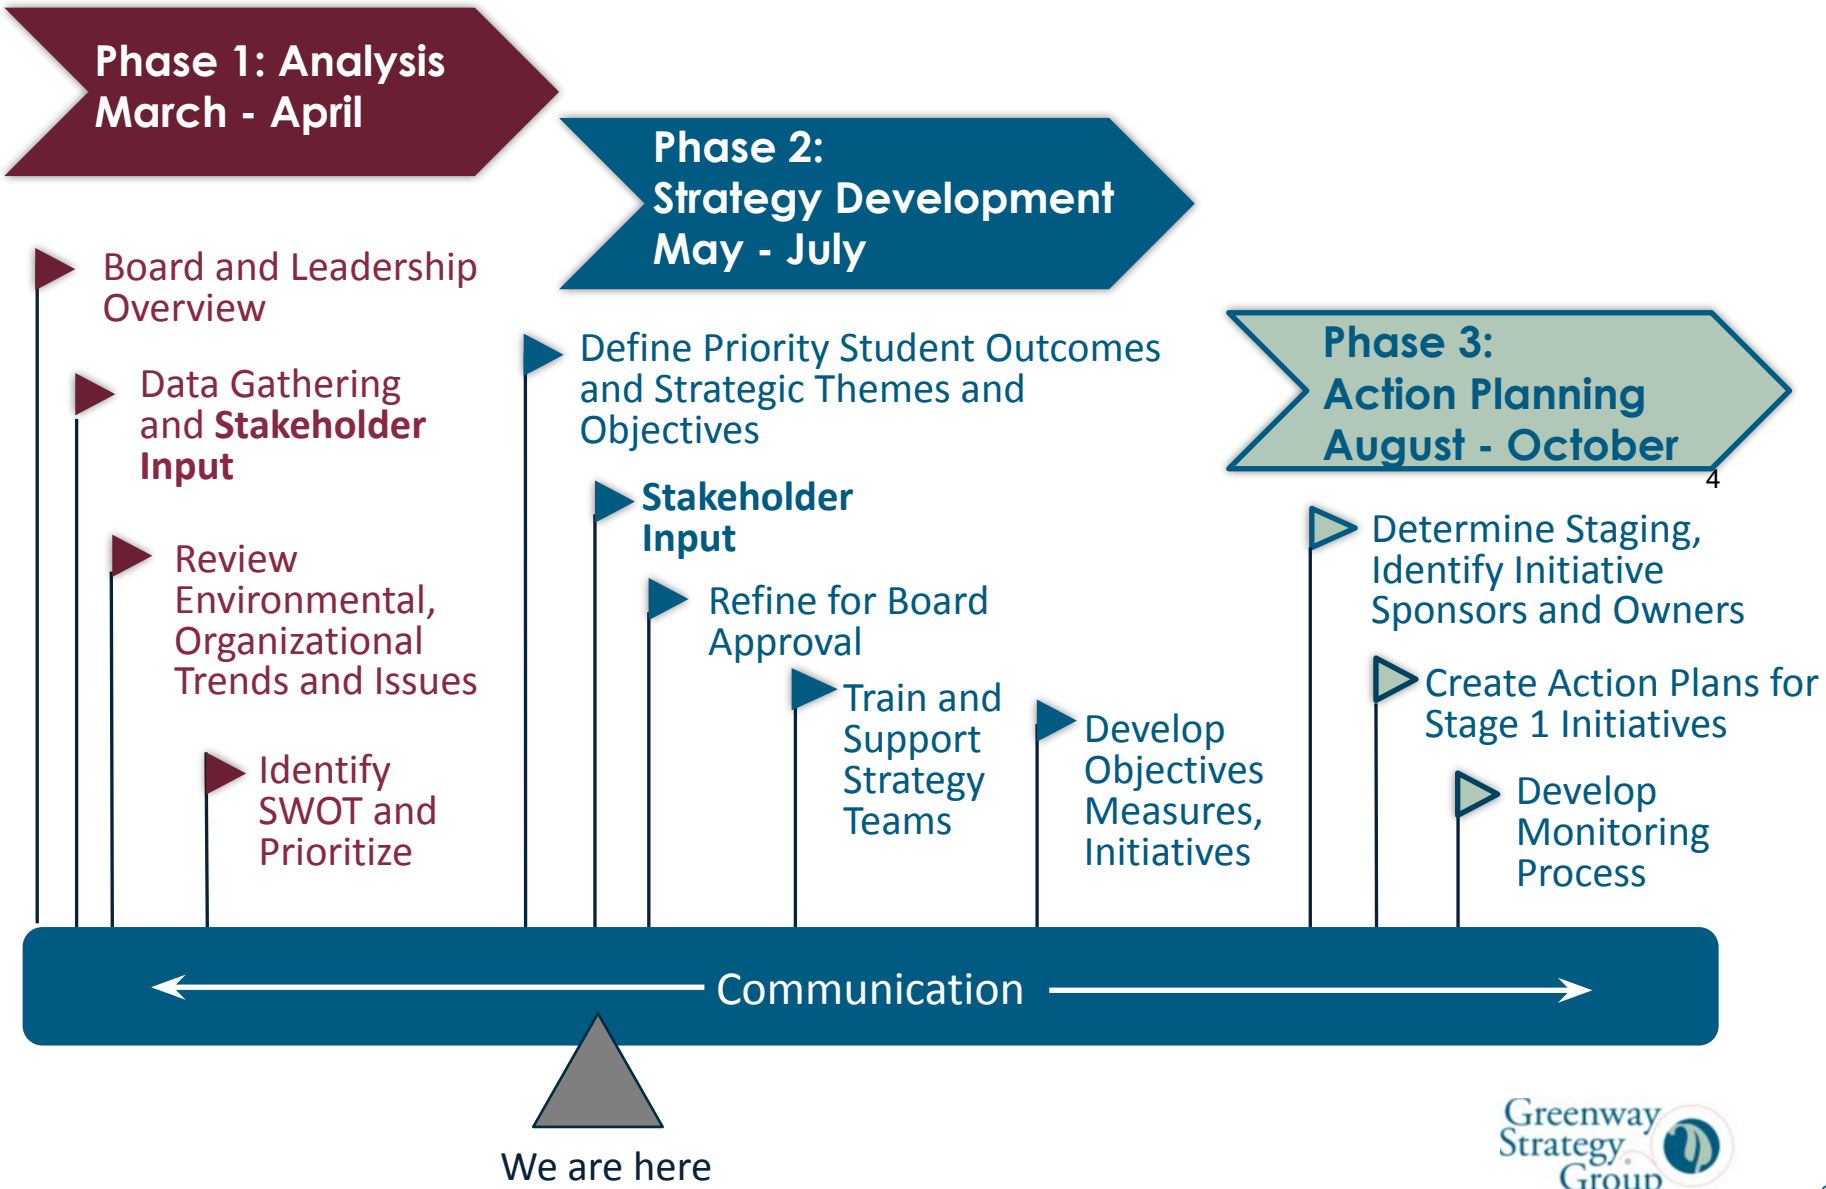 Phase 1: Analysis
March - April
Phase 2:
Strategy Development
May - July
Phase 3:
Action Planning
August - October
4
Board and Leadership
Overview
Data Gathering
and Stakeholder
Input
Review
Environmental,
Organizational
Trends and Issues
Identify
SWOT and
Prioritize
Define Priority Student Outcomes
and Strategic Themes and
Objectives
Stakeholder
Input
Refine for Board
Approval
Train and
Support
Strategy
Teams
Develop
Objectives
Measures,
Initiatives
Determine Staging,
Identify Initiative
Sponsors and Owners
Create Action Plans for
Stage 1 Initiatives
Develop
Monitoring
Process
Communication
We are here
Greenway
Strategy
Group